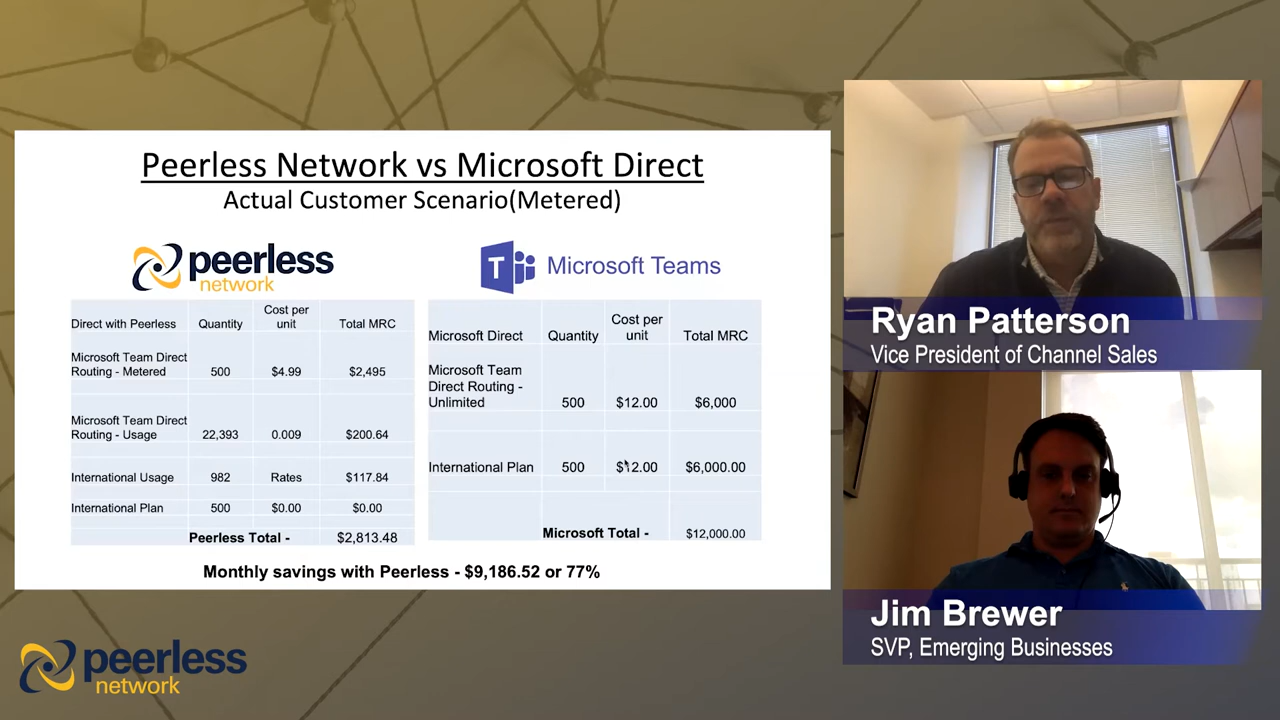 Peerless Network vs Microsoft Direct
Actual Customer Scenario(Metered)
peerless
network
Direct with Peerless Quantity Cost per unit Total MRC
Microsoft Team Direct Routing - Metered 500 $4.99 $2,495
Microsoft Team Direct Routing - Usage 22,393 0.009 $200.64
International Usage 982 Rates $117.84
International Plan 500 $0.00 $0.00
Peerless Total - $2,813.48
T Microsoft Teams
Microsoft Direct Quantity Cost per unit Total MRC
Microsoft Team Direct Routing - Unlimited 500 $12.00 $6,000
International Plan 500 $12.00 $6,000.00
Microsoft Total - $12,000.00
Monthly savings with Peerless - $9,186.52 or 77%
Ryan Patterson
Vice President of Channel Sales
Jim Brewer
SVP, Emerging Businesses
peerless
network